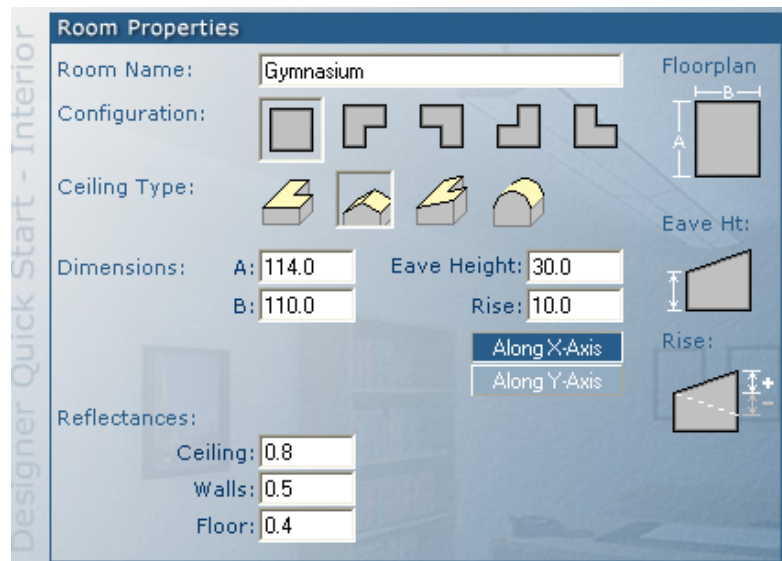 Room Properties
Room Name: Gymnasium
Floorplan
Configuration:
B
A
Ceiling Type:
Eave Ht:
Dimensions: A: 114.0 Eave Height: 30.0
B: 110.0 Rise: 10.0
Along X-Axis
Rise:
Along Y-Axis
+
-
Reflectances:
Ceiling: 0.8
Walls: 0.5
Floor: 0.4
Designer Quick Start - Interior